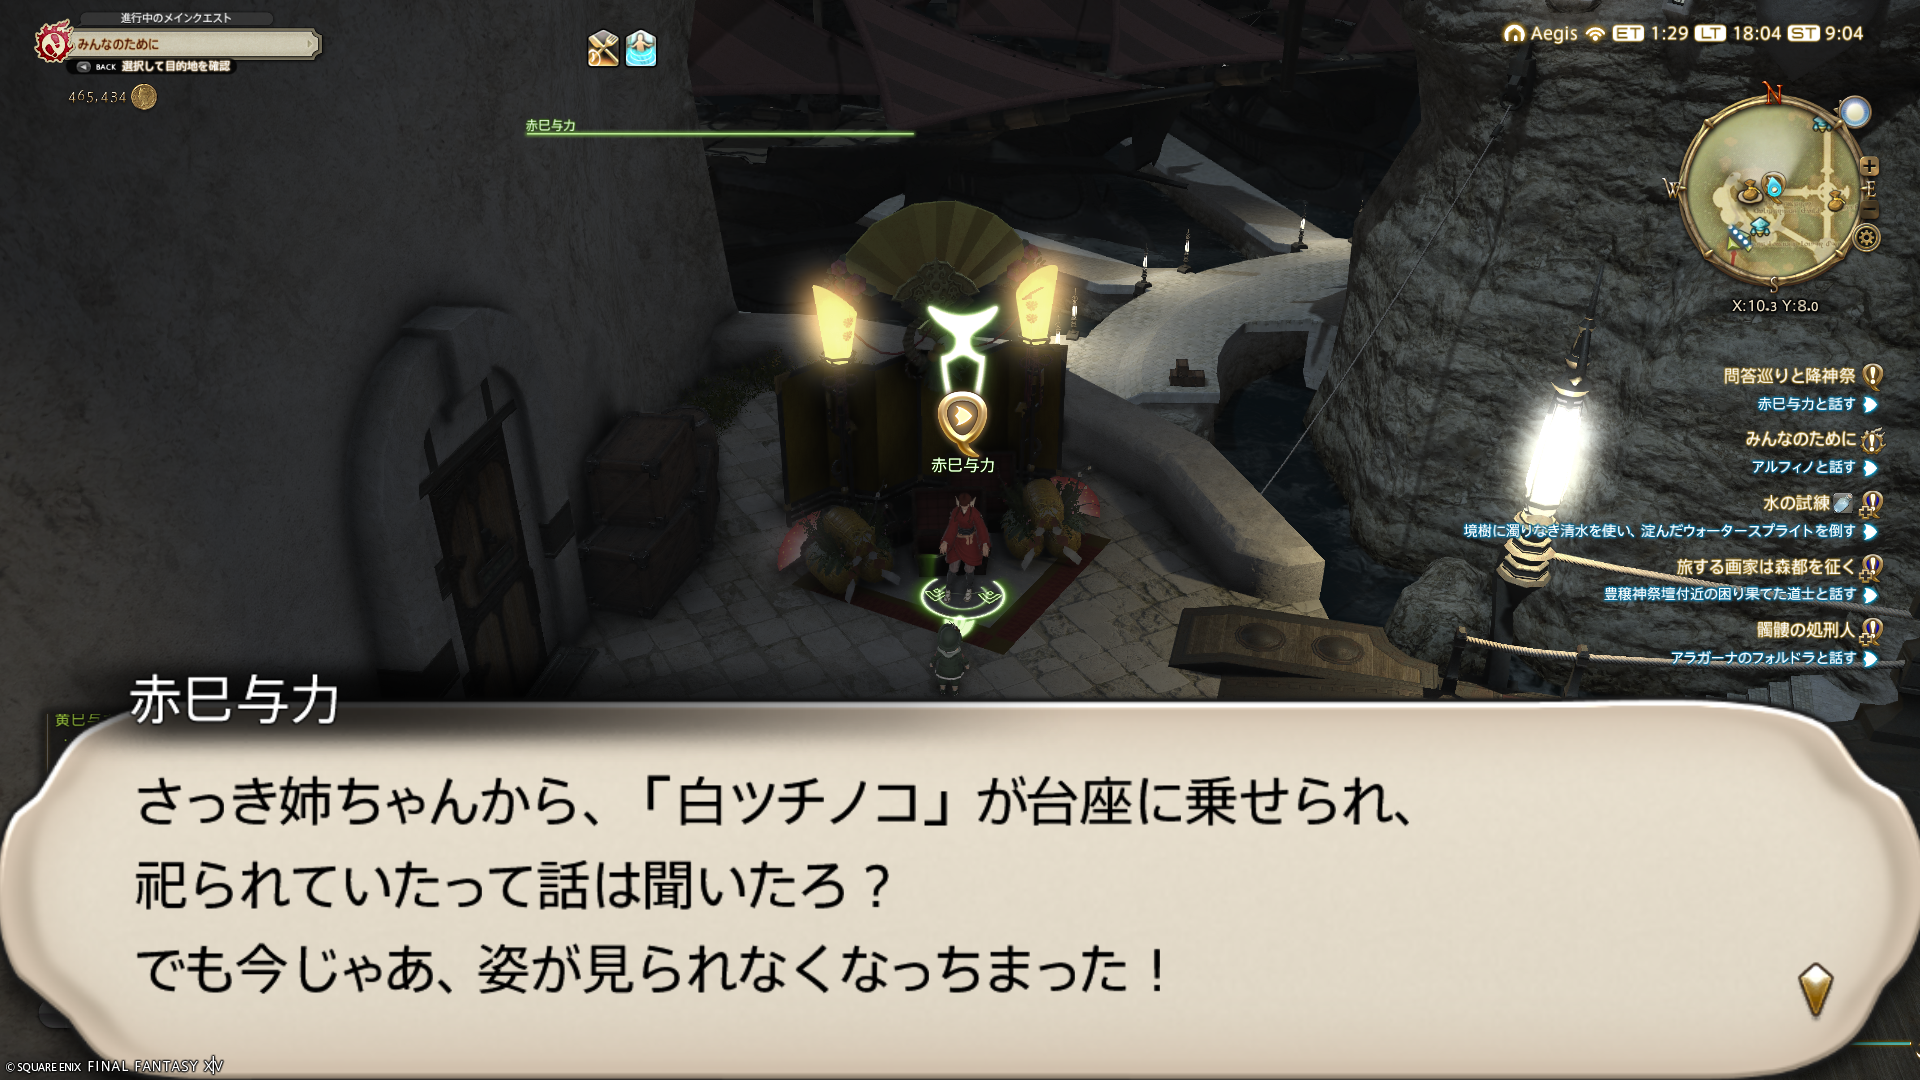 進行中のメインクエスト
みんなのために
BACK 選択して目的地を確認
465,434
Aegis ET 1:29 LT 18:04 ST 9:04
赤巳与力
N
W
E
S
X:10.3 Y:8.0
問答巡りと降神祭
赤巳与力と話す
みんなのために
アルフィノと話す
水の試練
境樹に濁りなき清水を使い、淀んだウォータースプライトを倒す
旅する画家は森都を征く
豊穣神祭壇付近の困り果てた道士と話す
髑髏の処刑人
アラガーナのフォルドラと話す
赤巳与力
赤巳与力
さっき姉ちゃんから、「白ツチノコ」が台座に乗せられ、
祀られていたって話は聞いたろ？
でも今じゃあ、姿が見られなくなっちまった！
© SQUARE ENIX FINAL FANTASY XIV